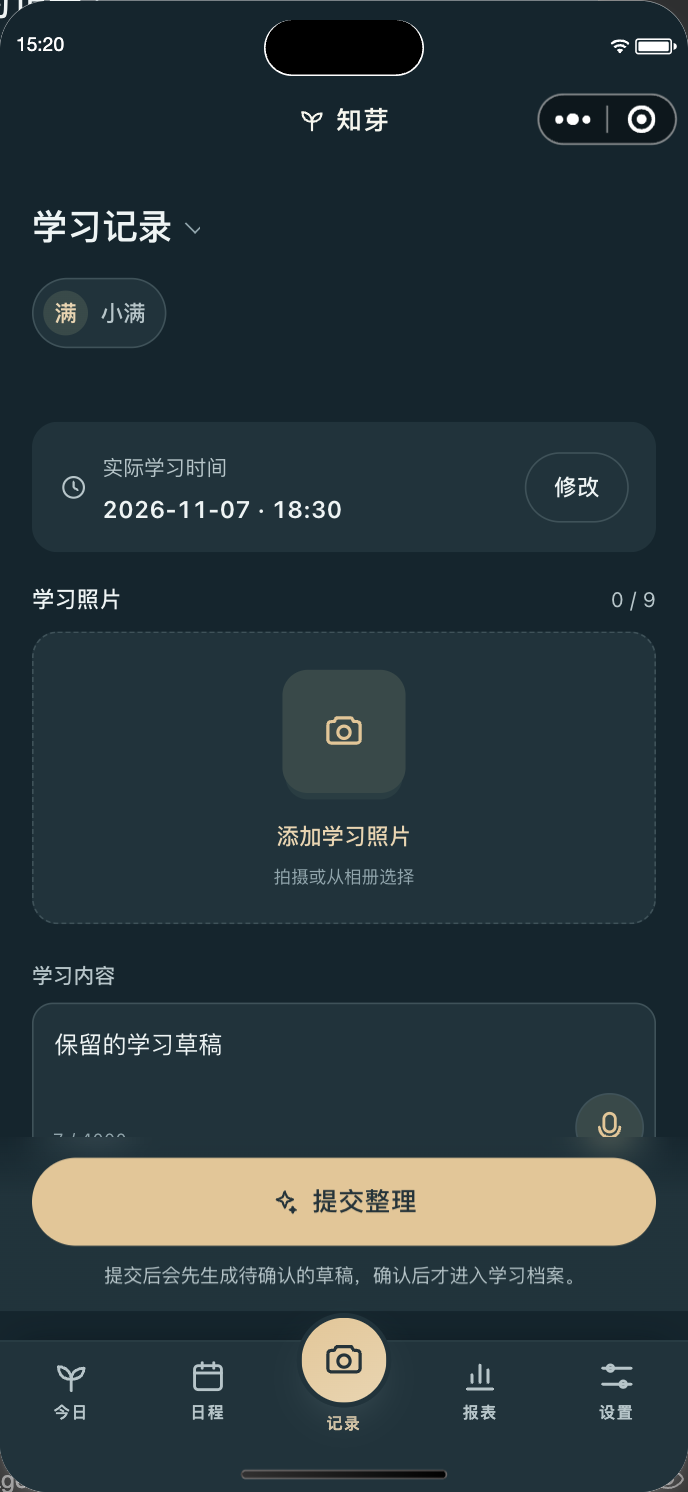 15:20
知芽
学习记录
满 小满
实际学习时间
2026-11-07 · 18:30
修改
学习照片
0 / 9
添加学习照片
拍摄或从相册选择
学习内容
保留的学习草稿
提交整理
提交后会先生成待确认的草稿，确认后才进入学习档案。
今日
日程
记录
报表
设置